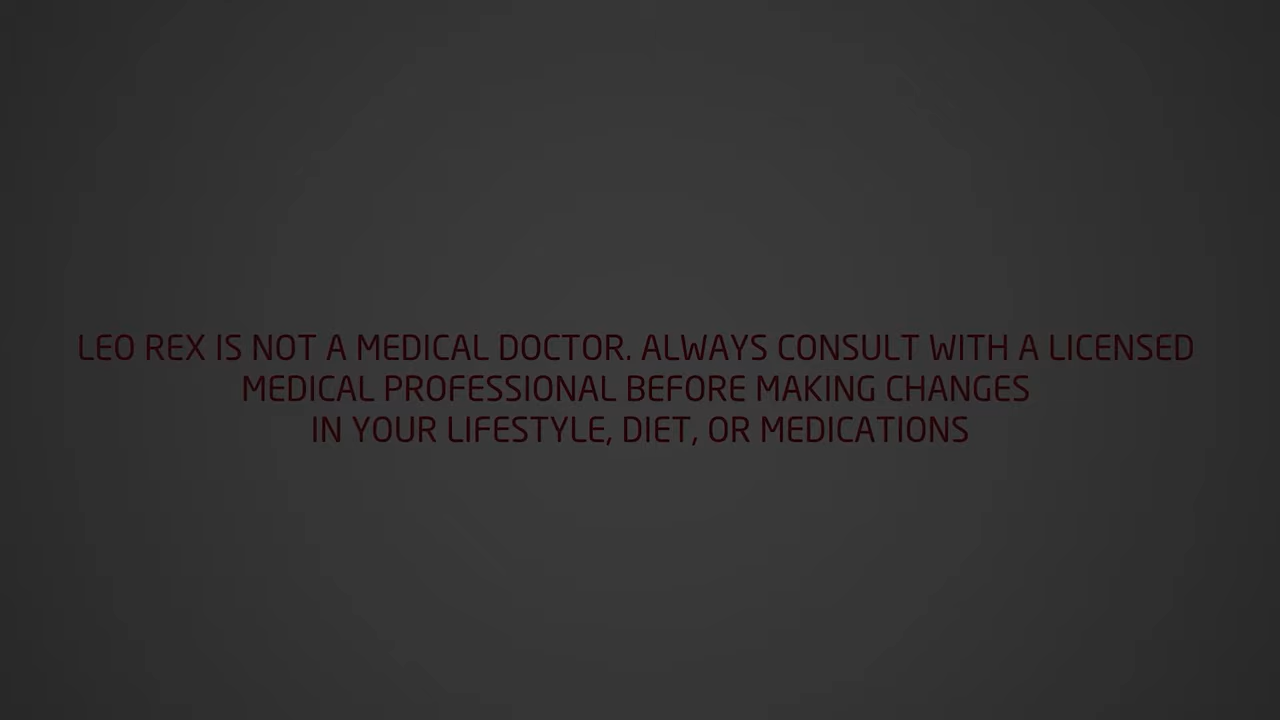 LEO REX IS NOT A MEDICAL DOCTOR. ALWAYS CONSULT WITH A LICENSED
MEDICAL PROFESSIONAL BEFORE MAKING CHANGES
IN YOUR LIFESTYLE, DIET, OR MEDICATIONS